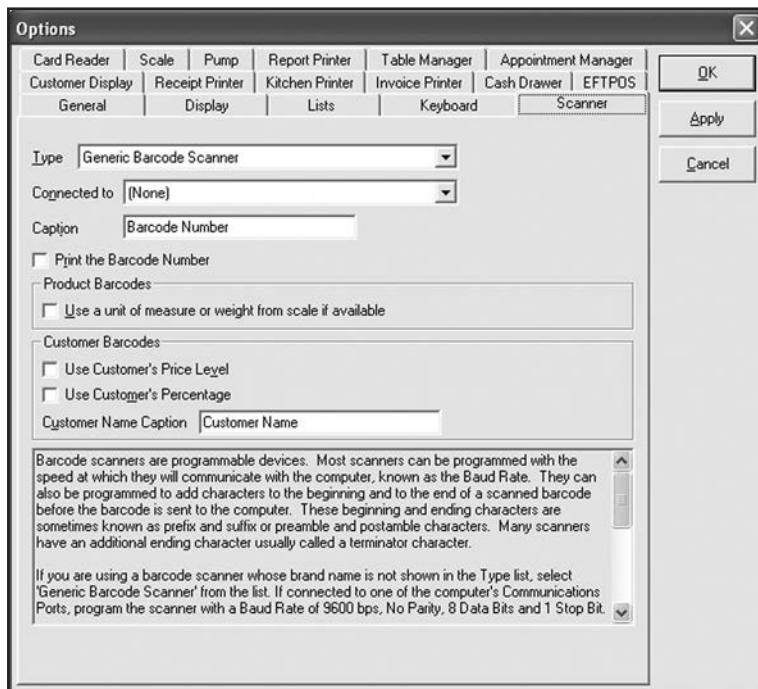 Options
Card Reader Scale Pump Report Printer Table Manager Appointment Manager
Customer Display Receipt Printer Kitchen Printer Invoice Printer Cash Drawer EFTPOS
General Display Lists Keyboard Scanner
OK
Apply
Cancel
Type Generic Barcode Scanner
Connected to (None)
Caption Barcode Number
Print the Barcode Number
Product Barcodes
Use a unit of measure or weight from scale if available
Customer Barcodes
Use Customer's Price Level
Use Customer's Percentage
Customer Name Caption Customer Name
Barcode scanners are programmable devices. Most scanners can be programmed with the
speed at which they will communicate with the computer, known as the Baud Rate. They can
also be programmed to add characters to the beginning and to the end of a scanned barcode
before the barcode is sent to the computer. These beginning and ending characters are
sometimes known as prefix and suffix or preamble and postamble characters. Many scanners
have an additional ending character usually called a terminator character.
If you are using a barcode scanner whose brand name is not shown in the Type list, select
'Generic Barcode Scanner' from the list. If connected to one of the computer's Communications
Ports, program the scanner with a Baud Rate of 9600 bps, No Parity, 8 Data Bits and 1 Stop Bit.